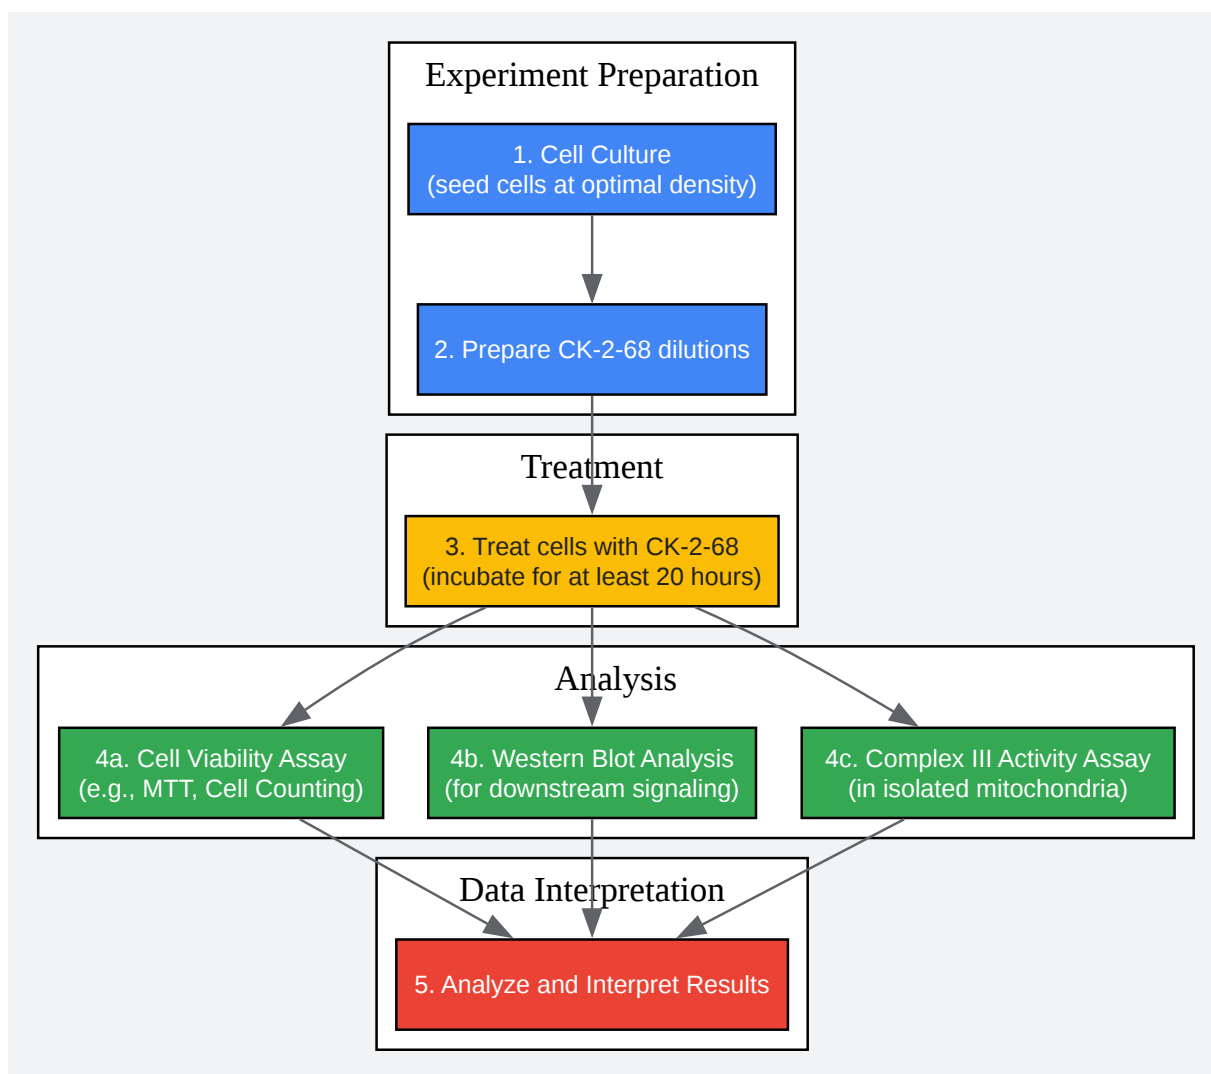 Experiment Preparation
1. Cell Culture
(seed cells at optimal density)
2. Prepare CK-2-68 dilutions
Treatment
3. Treat cells with CK-2-68
(incubate for at least 20 hours)
Analysis
4a. Cell Viability Assay
(e.g., MTT, Cell Counting)
4b. Western Blot Analysis
(for downstream signaling)
4c. Complex III Activity Assay
(in isolated mitochondria)
Data Interpretation
5. Analyze and Interpret Results